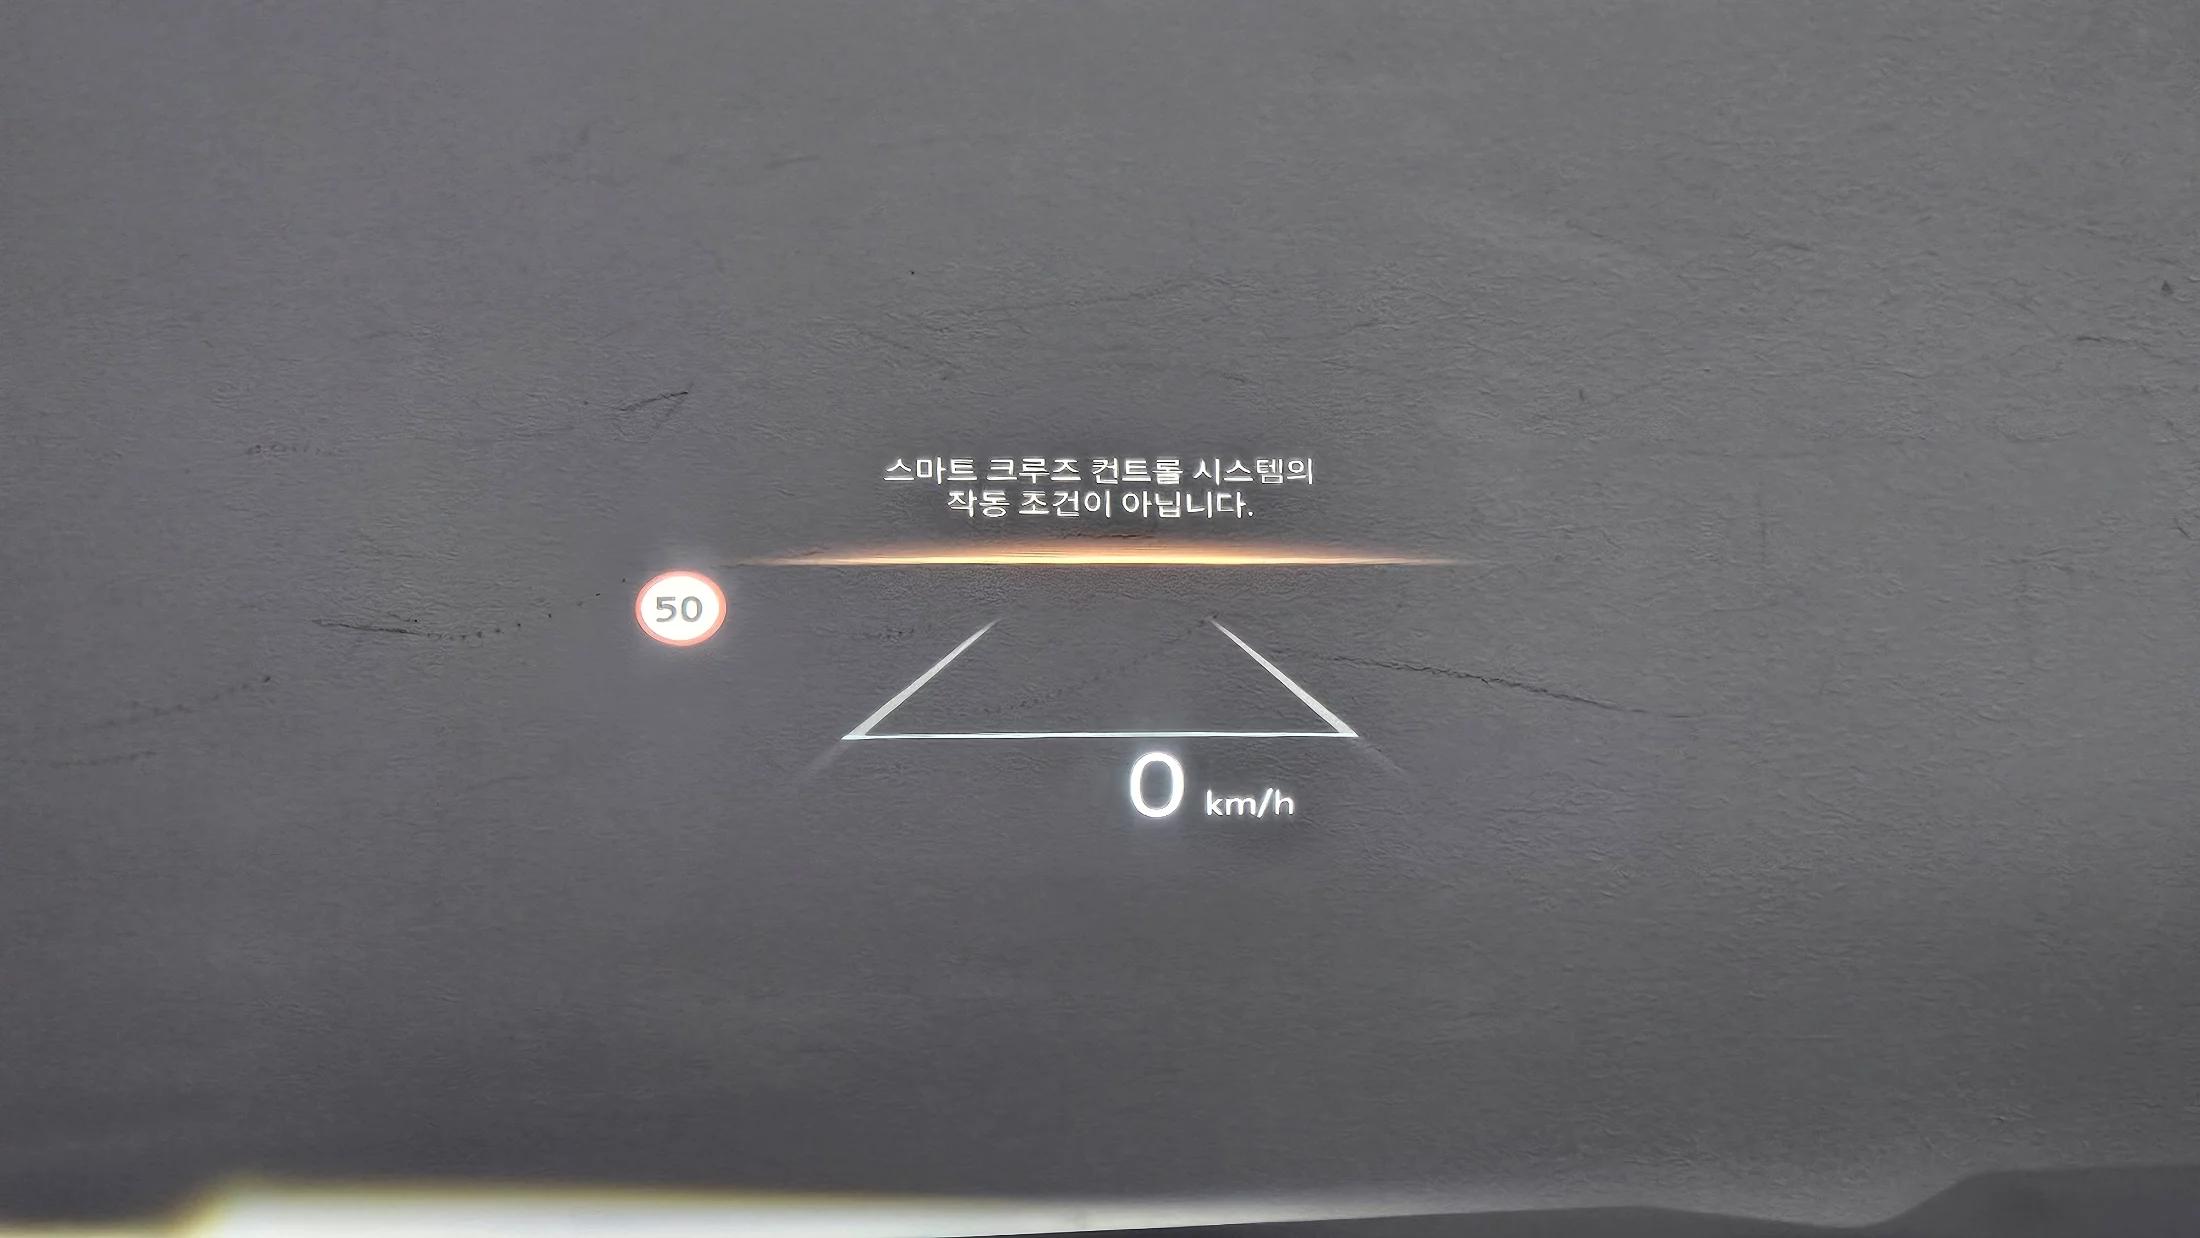 스마트 크루즈 컨트롤 시스템의
작동 조건이 아닙니다.
50
0 km/h